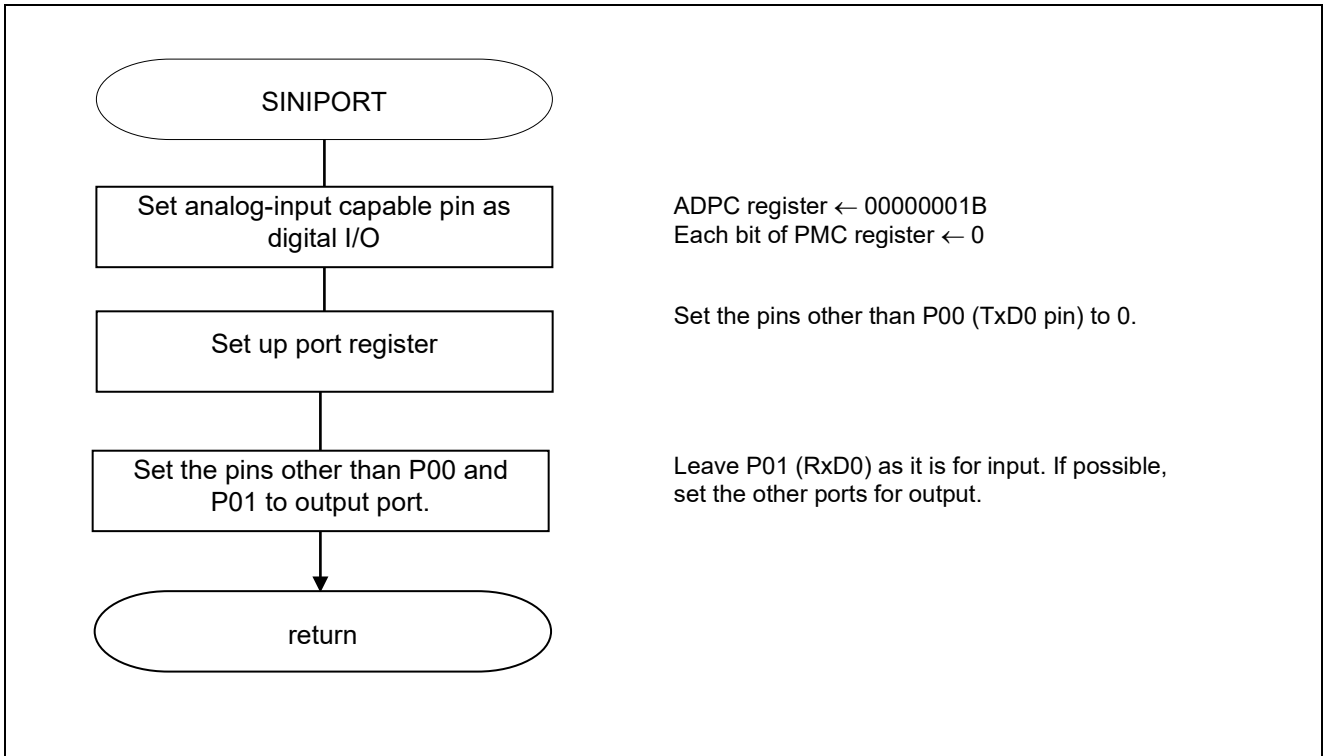 SINIPORT
Set analog-input capable pin as
digital I/O
ADPC register ← 00000001B
Each bit of PMC register ← 0
Set up port register
Set the pins other than P00 (TxD0 pin) to 0.
Set the pins other than P00 and
P01 to output port.
Leave P01 (RxD0) as it is for input. If possible,
set the other ports for output.
return